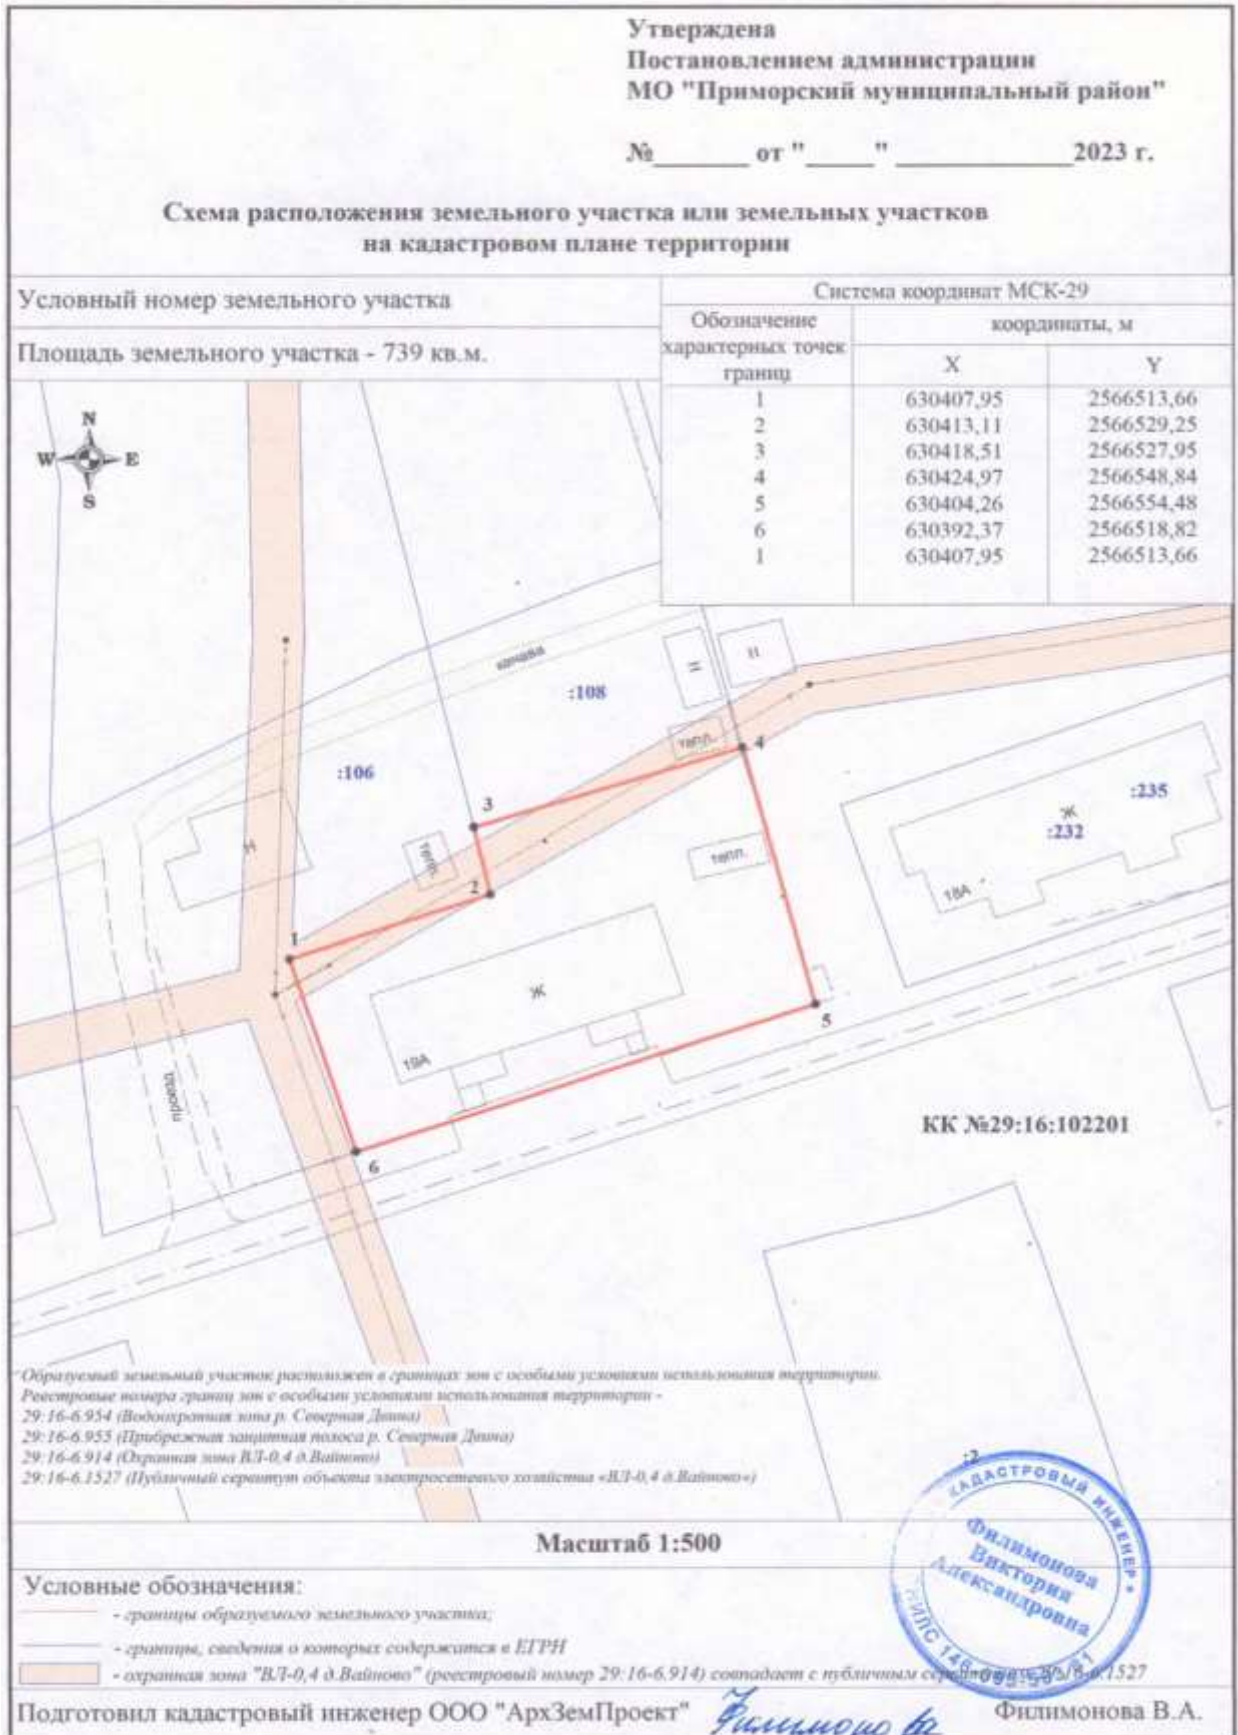 Утверждена
Постановлением администрации
МО "Приморский муниципальный район"
№_______ от "_____" _____________2023 г.
Схема расположения земельного участка или земельных участков
на кадастровом плане территории
Условный номер земельного участка
Площадь земельного участка - 739 кв.м.
Система координат МСК-29
Обозначение характерных точек границ
координаты, м
X Y
1 630407,95 2566513,66
2 630413,11 2566529,25
3 630418,51 2566527,95
4 630424,97 2566548,84
5 630404,26 2566554,48
6 630392,37 2566518,82
1 630407,95 2566513,66
N
W E
S
канава
:108
Н
Н
тепл.
4
:106
3
Н
тепл.
2
1
тепл.
:235
Ж
:232
18А
Ж
19А
5
проезд
6
КК №29:16:102201
Образуемый земельный участок расположен в границах зон с особыми условиями использования территории.
Реестровые номера границ зон с особыми условиями использования территории -
29:16-6.954 (Водоохранная зона р. Северная Двина)
29:16-6.955 (Прибрежная защитная полоса р. Северная Двина)
29:16-6.914 (Охранная зона ВЛ-0,4 д.Вайново)
29:16-6.1527 (Публичный сервитут объекта электросетевого хозяйства «ВЛ-0,4 д.Вайново»)
:2
Масштаб 1:500
КАДАСТРОВЫЙ ИНЖЕНЕР
Филимонова
Виктория
Александровна
СНИЛС
Условные обозначения:
- границы образуемого земельного участка;
- границы, сведения о которых содержатся в ЕГРН
- охранная зона "ВЛ-0,4 д.Вайново" (реестровый номер 29:16-6.914) совпадает с публичным
Подготовил кадастровый инженер ООО "АрхЗемПроект" Филимонова Филимонова В.А.